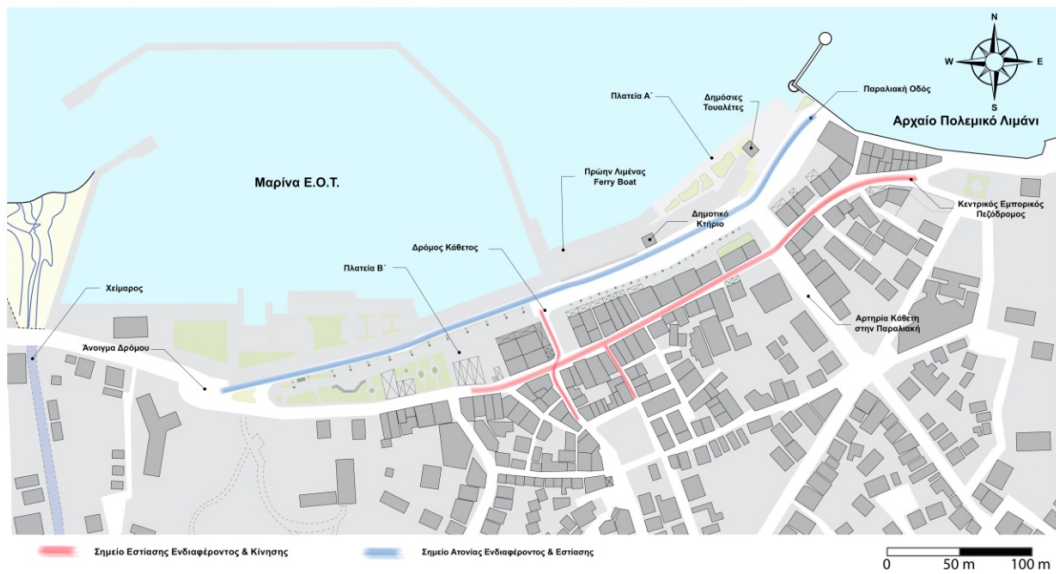 N
W
E
S
Παραλιακή Οδός
Πλατεία Α΄
Δημόσιες
Τουαλέτες
Αρχαίο Πολεμικό Λιμάνι
Μαρίνα Ε.Ο.Τ.
Πρώην Λιμένας
Ferry Boat
Κεντρικός Εμπορικός
Πεζόδρομος
Δημοτικό
Κτήριο
Δρόμος Κάθετος
Πλατεία Β΄
Χείμαρος
Αρτηρία Κάθετη
στην Παραλιακή
Άνοιγμα Δρόμου
Σημείο Εστίασης Ενδιαφέροντος & Κίνησης
Σημείο Ατονίας Ενδιαφέροντος & Εστίασης
0 50 m 100 m